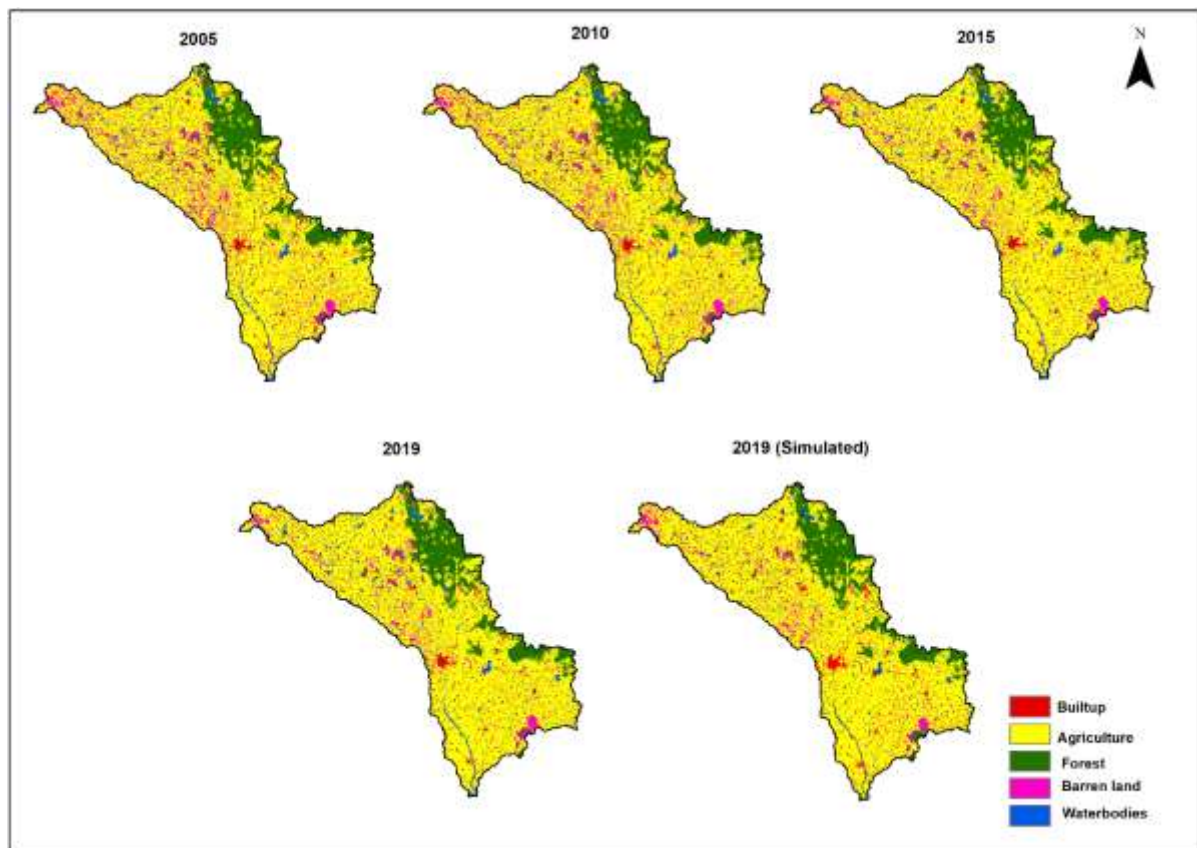 2005
2010
2015
N
2019
2019 (Simulated)
Builtup
Agriculture
Forest
Barren land
Waterbodies